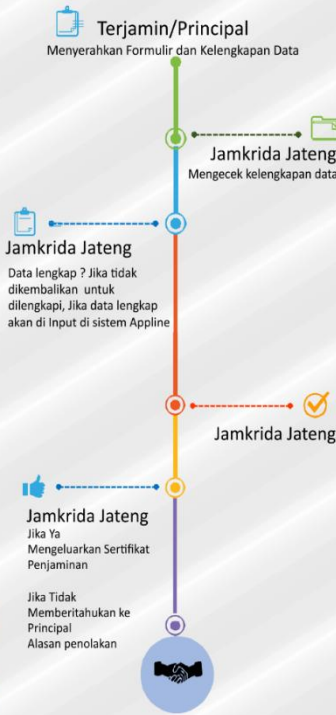 Terjamin/Principal
Menyerahkan Formulir dan Kelengkapan Data
Jamkrida Jateng
Mengecek kelengkapan data
Jamkrida Jateng
Data lengkap ? Jika tidak
dikembalikan untuk
dilengkapi, Jika data lengkap
akan di Input di sistem Appline
Jamkrida Jateng
Jamkrida Jateng
Jika Ya
Mengeluarkan Sertifikat
Penjaminan
Jika Tidak
Memberitahukan ke
Principal
Alasan penolakan